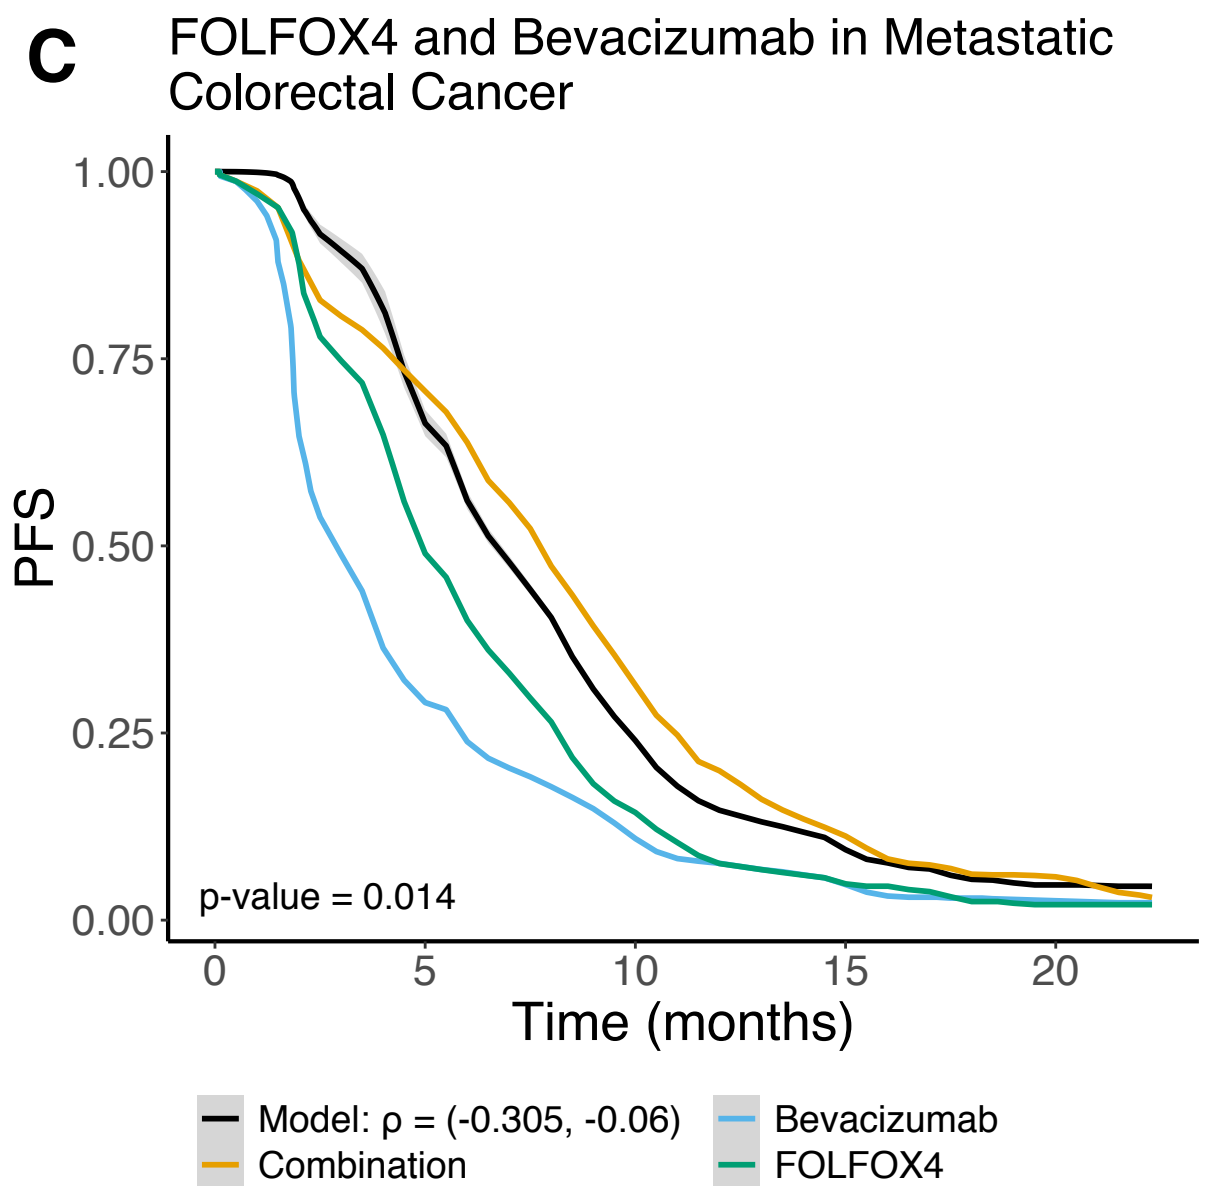 C
FOLFOX4 and Bevacizumab in Metastatic
Colorectal Cancer
PFS
1.00
0.75
0.50
0.25
0.00
p-value = 0.014
0 5 10 15 20
Time (months)
Model: ρ = (-0.305, -0.06)
Combination
Bevacizumab
FOLFOX4